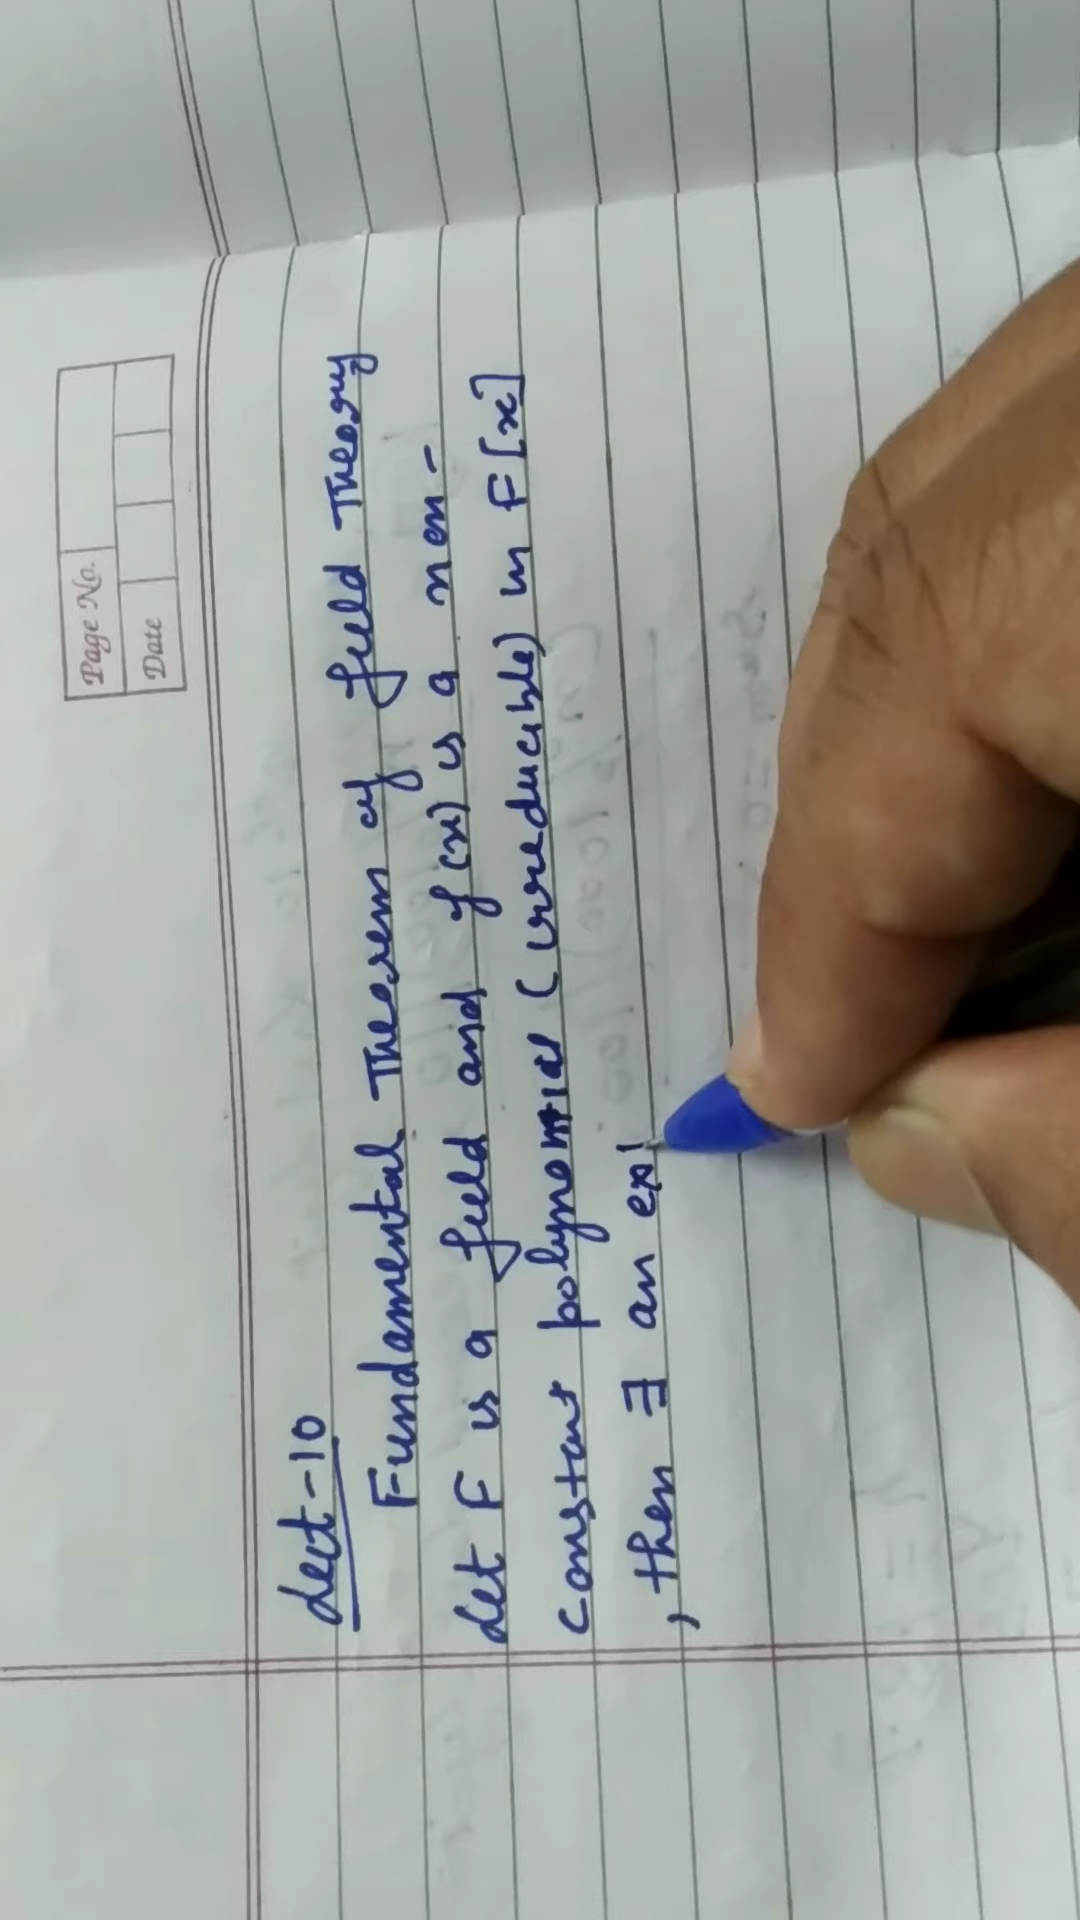 Page No.
Date
Lect-10
Fundamental Theorem of field Theory
Let F is a field and f(x) is a non-
constant polynomial (irreducible) in F[x]
, then ∃ an ex